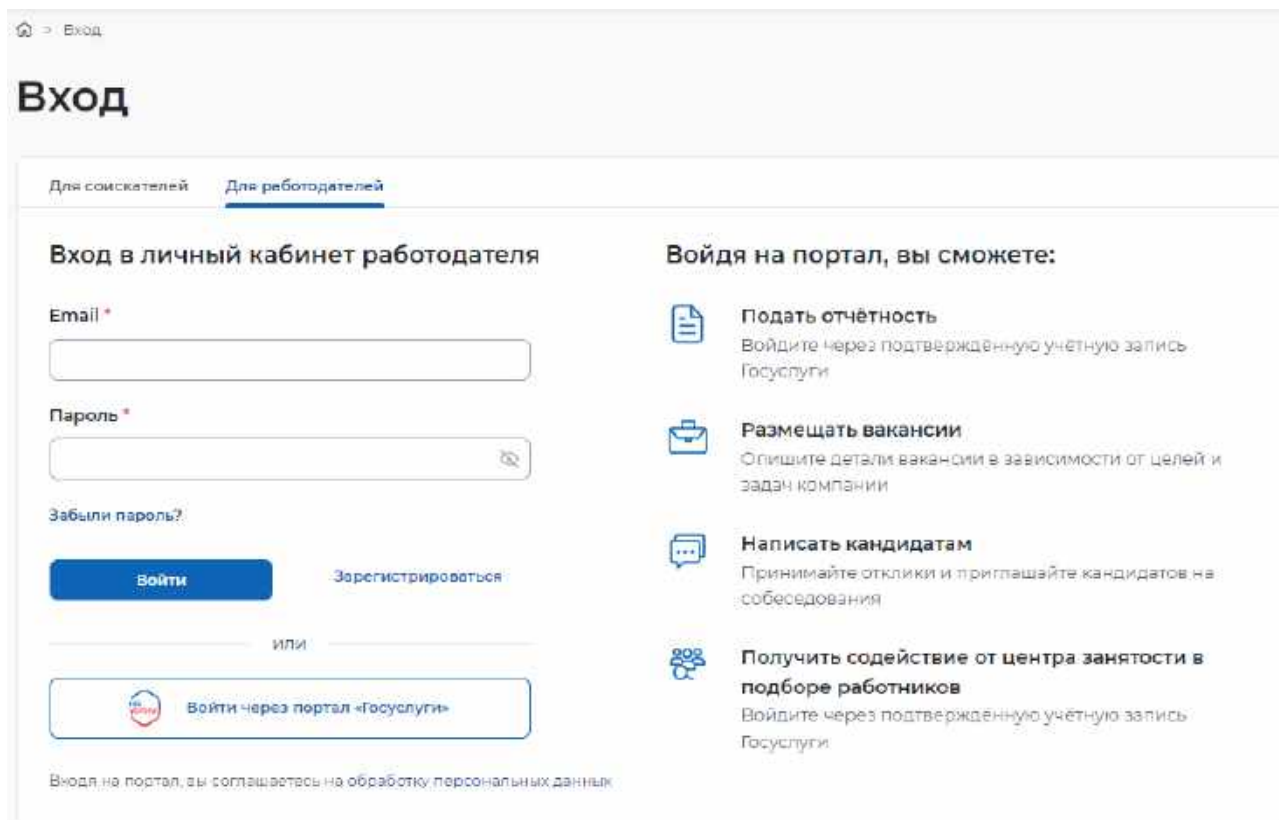 > Вход
Вход
Для соискателей Для работодателей
Вход в личный кабинет работодателя
Email *
Пароль *
Забыли пароль?
Войти Зарегистрироваться
или
Войти через портал «Госуслуги»
Входя на портал, вы соглашаетесь на обработку персональных данных
Войдя на портал, вы сможете:
Подать отчётность
Войдите через подтверждённую учётную запись
Госуслуги
Размещать вакансии
Опишите детали вакансии в зависимости от целей и
задач компании
Написать кандидатам
Принимайте отклики и приглашайте кандидатов на
собеседования
Получить содействие от центра занятости в
подборе работников
Войдите через подтверждённую учётную запись
Госуслуги